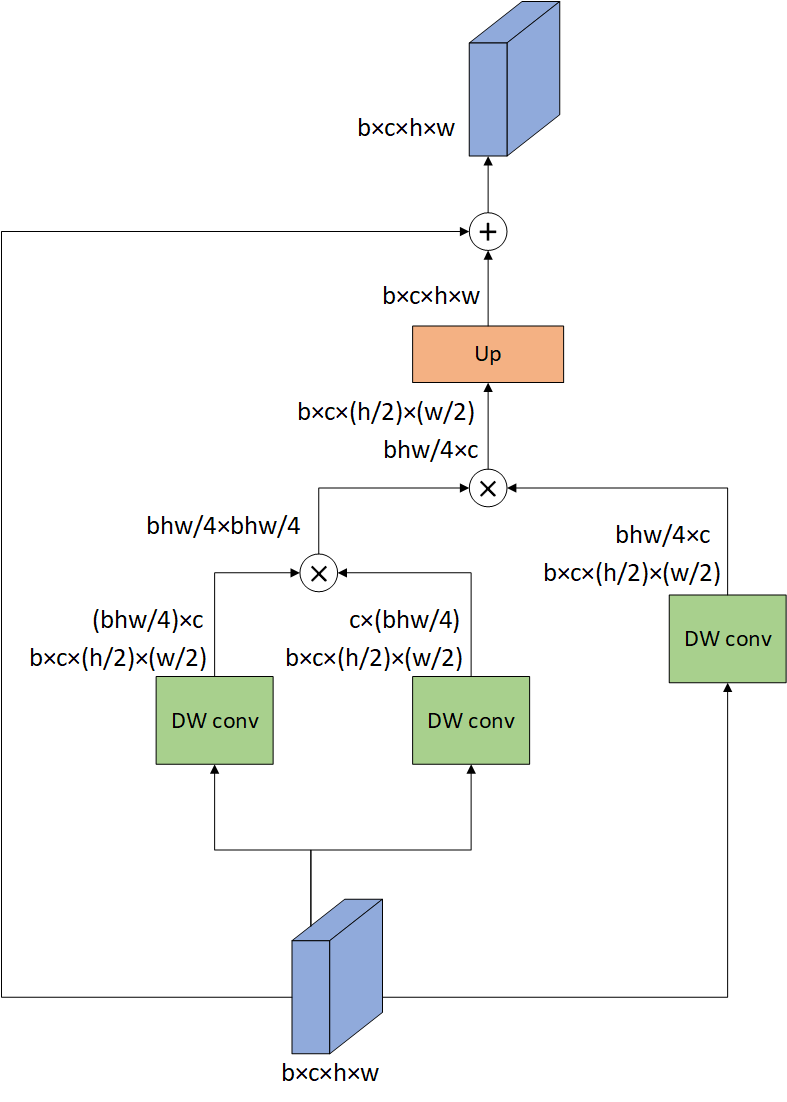 b×c×h×w
+
b×c×h×w
Up
b×c×(h/2)×(w/2)
bhw/4×c
×
bhw/4×bhw/4
×
bhw/4×c
b×c×(h/2)×(w/2)
DW conv
(bhw/4)×c
b×c×(h/2)×(w/2)
DW conv
c×(bhw/4)
b×c×(h/2)×(w/2)
DW conv
b×c×h×w